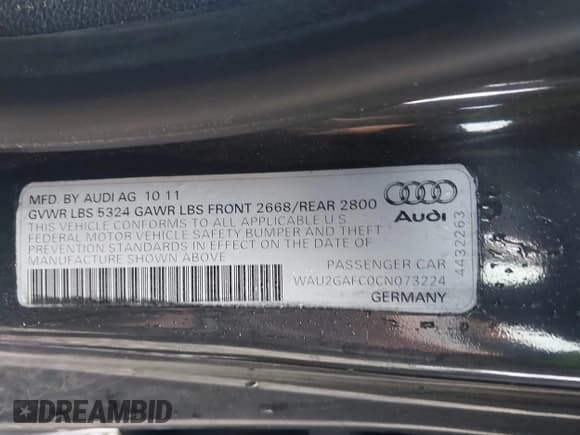 MFD. BY AUDI AG 10 11
GVWR LBS 5324 GAWR LBS FRONT 2668/REAR 2800
THIS VEHICLE CONFORMS TO ALL APPLICABLE U S
FEDERAL MOTOR VEHICLE SAFETY BUMPER AND THEFT
PREVENTION STANDARDS IN EFFECT ON THE DATE OF
MANUFACTURE SHOWN ABOVE
Audi
4432263
PASSENGER CAR
WAU2GAFC0CN073224
GERMANY
DREAMBID